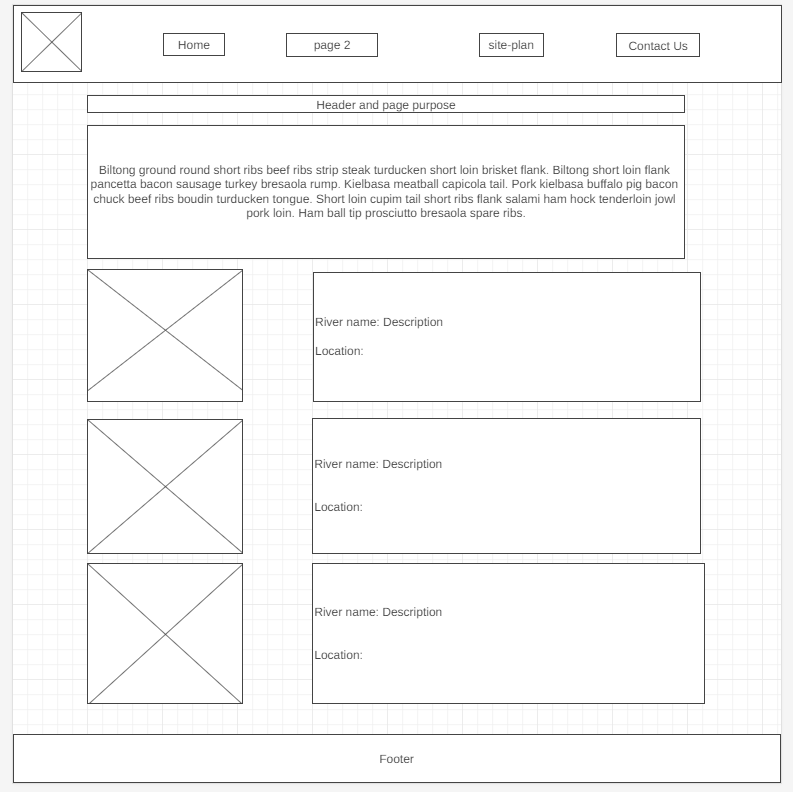 Home
page 2
site-plan
Contact Us
Header and page purpose
Biltong ground round short ribs beef ribs strip steak turducken short loin brisket flank. Biltong short loin flank
pancetta bacon sausage turkey bresaola rump. Kielbasa meatball capicola tail. Pork kielbasa buffalo pig bacon
chuck beef ribs boudin turducken tongue. Short loin cupim tail short ribs flank salami ham hock tenderloin jowl
pork loin. Ham ball tip prosciutto bresaola spare ribs.
River name: Description
Location:
River name: Description
Location:
River name: Description
Location:
Footer